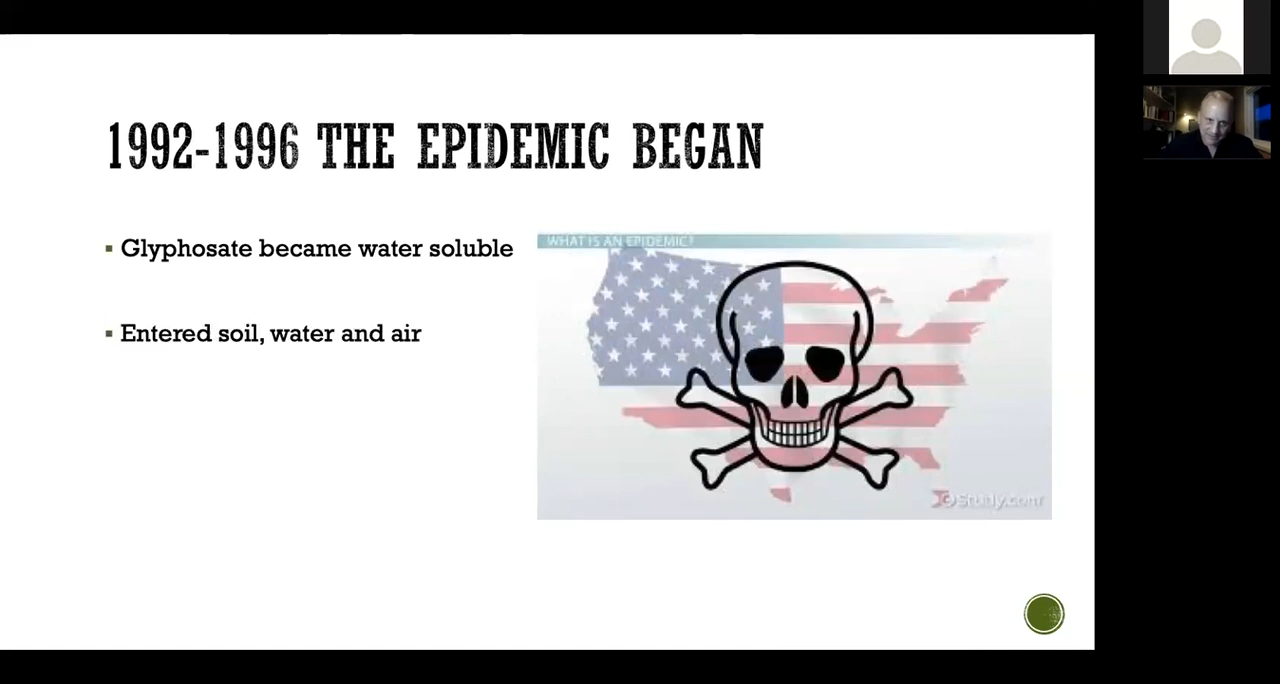 1992-1996 THE EPIDEMIC BEGAN
Glyphosate became water soluble
WHAT IS AN EPIDEMIC?
Entered soil, water and air
Study.com